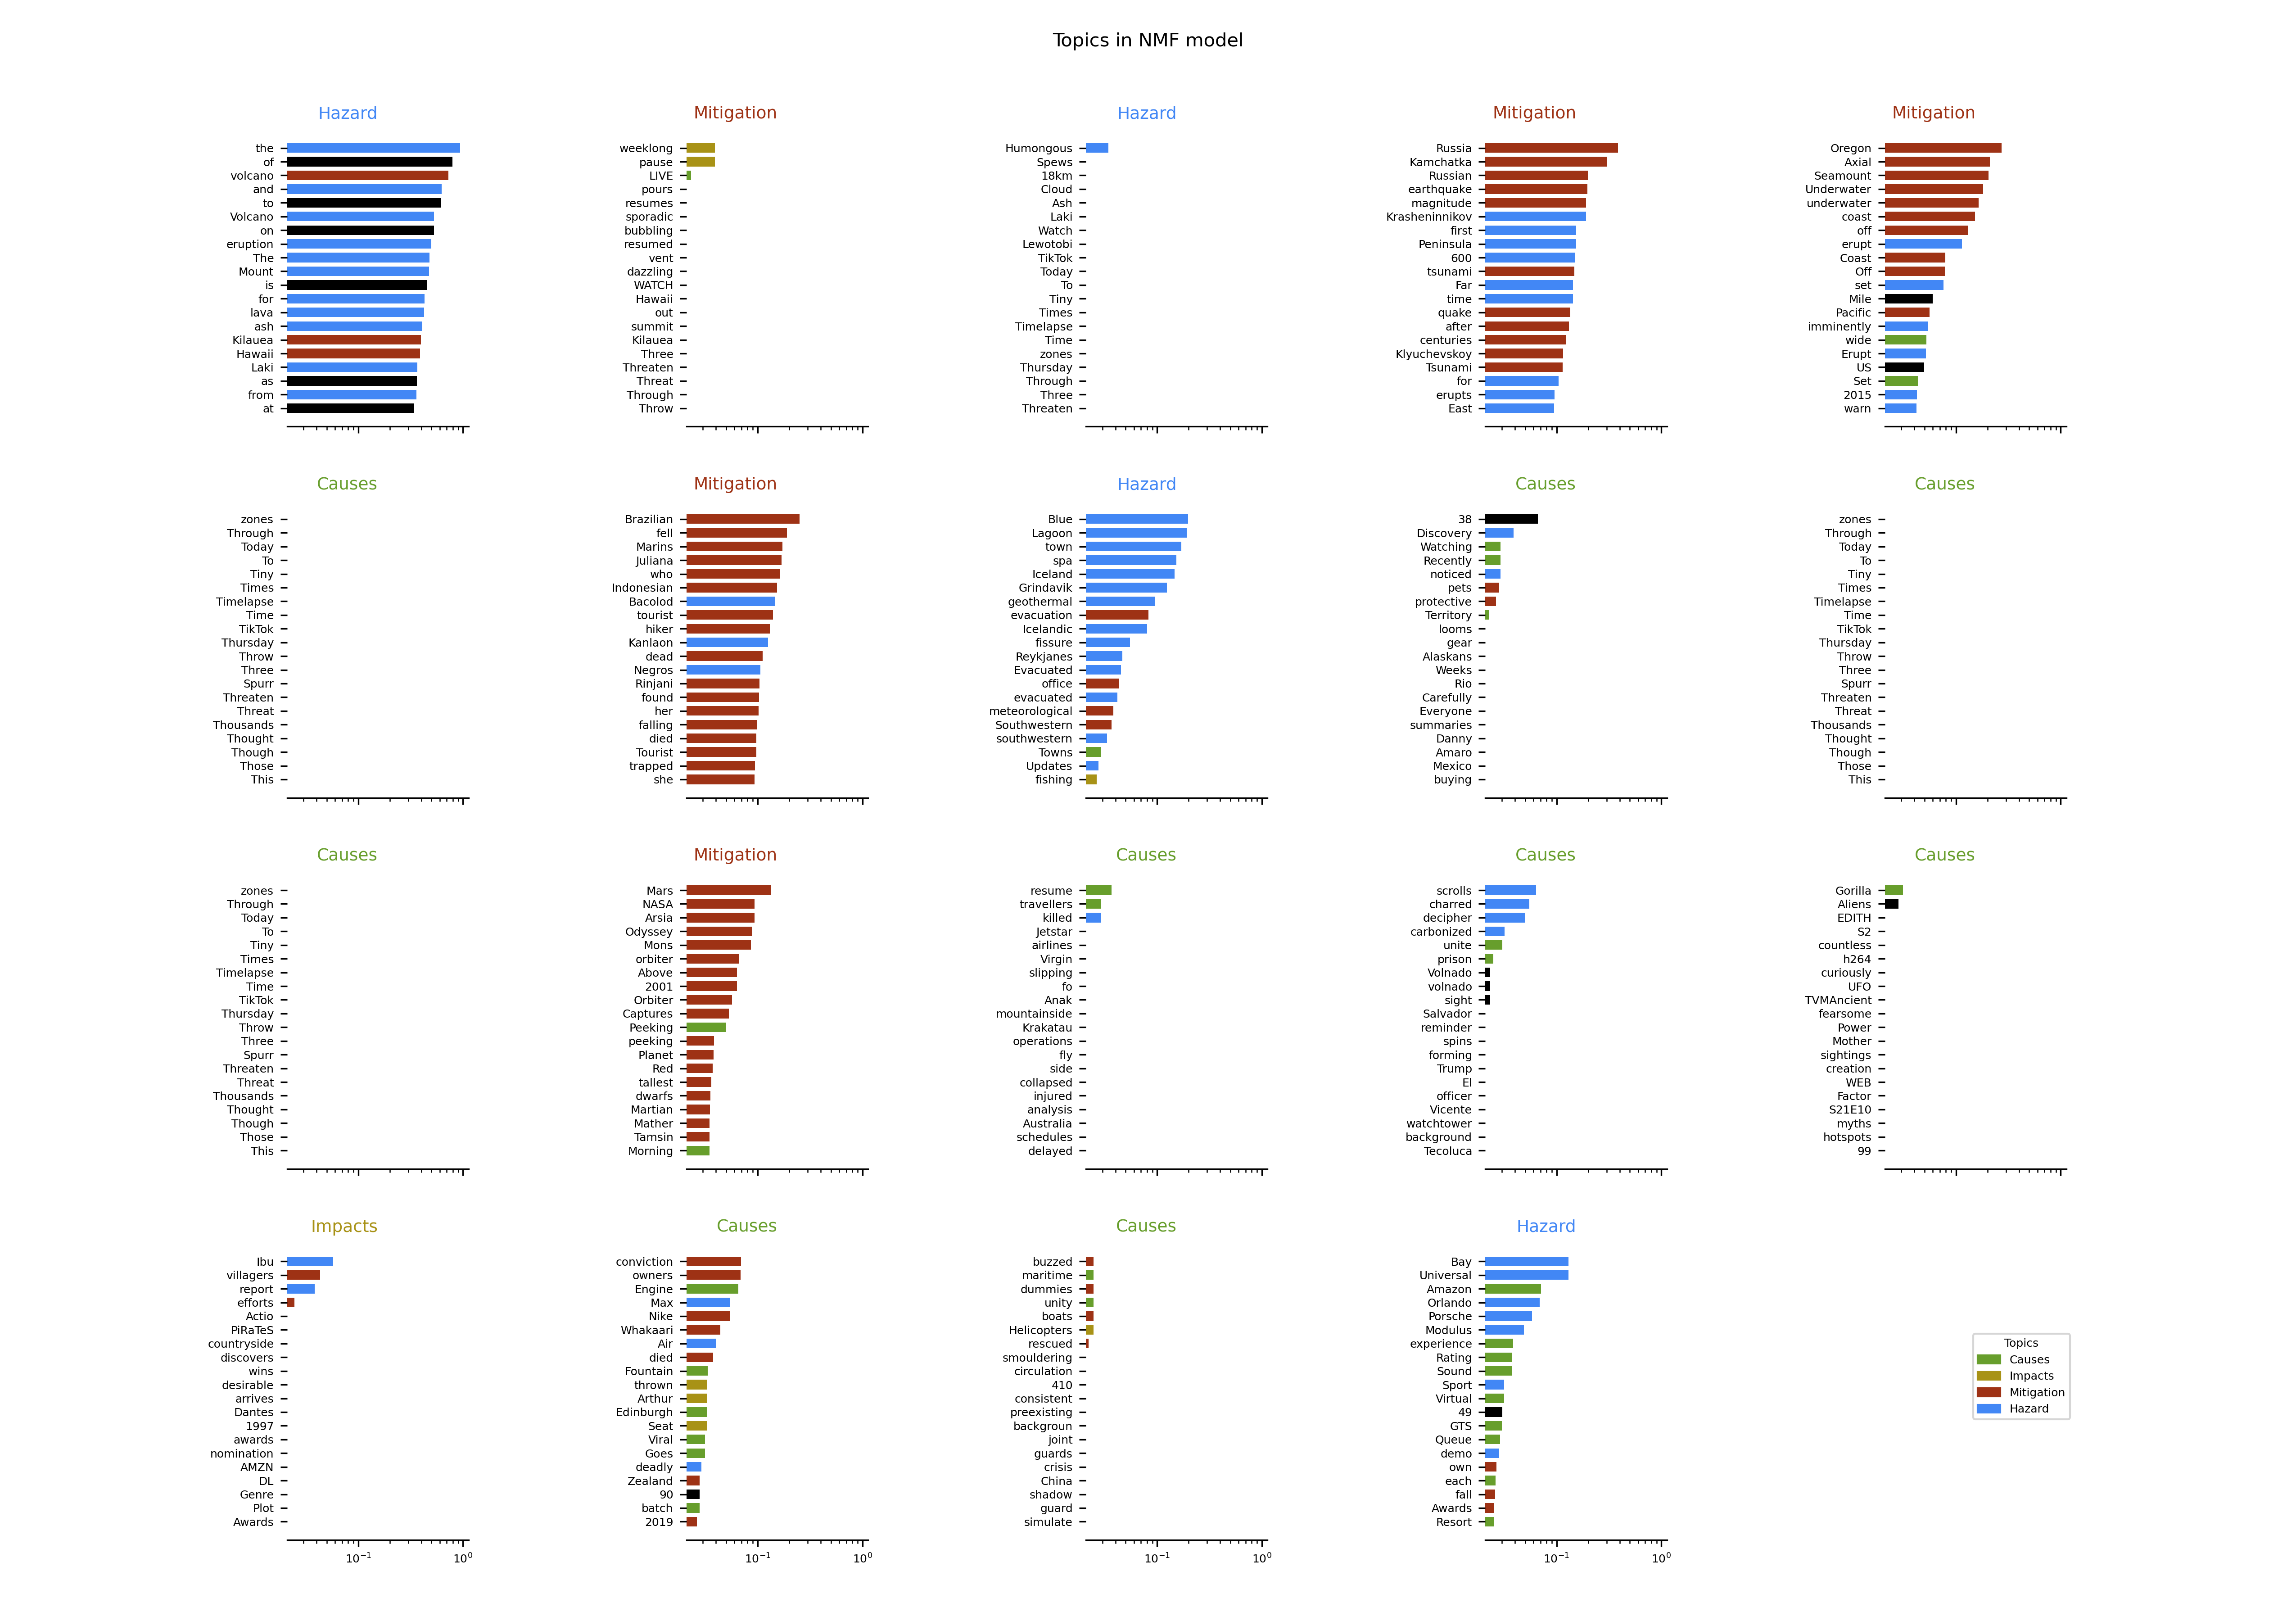 Topics in NMF model
Hazard
the
of
volcano
and
to
Volcano
on
eruption
The
Mount
is
for
lava
ash
Kilauea
Hawaii
Laki
as
from
at
Mitigation
weeklong
pause
LIVE
pours
resumes
sporadic
bubbling
resumed
vent
dazzling
WATCH
Hawaii
out
summit
Kilauea
Three
Threaten
Threat
Through
Throw
Hazard
Humongous
Spews
18km
Cloud
Ash
Laki
Watch
Lewotobi
TikTok
Today
To
Tiny
Times
Timelapse
Time
zones
Thursday
Through
Three
Threaten
Mitigation
Russia
Kamchatka
Russian
earthquake
magnitude
Krasheninnikov
first
Peninsula
600
tsunami
Far
time
quake
after
centuries
Klyuchevskoy
Tsunami
for
erupts
East
Mitigation
Oregon
Axial
Seamount
Underwater
underwater
coast
off
erupt
Coast
Off
set
Mile
Pacific
imminently
wide
Erupt
US
Set
2015
warn
Causes
zones
Through
Today
To
Tiny
Times
Timelapse
Time
TikTok
Thursday
Throw
Three
Spurr
Threaten
Threat
Thousands
Thought
Though
Those
This
Mitigation
Brazilian
fell
Marins
Juliana
who
Indonesian
Bacolod
tourist
hiker
Kanlaon
dead
Negros
Rinjani
found
her
falling
died
Tourist
trapped
she
Hazard
Blue
Lagoon
town
spa
Iceland
Grindavik
geothermal
evacuation
Icelandic
fissure
Reykjanes
Evacuated
office
evacuated
meteorological
Southwestern
southwestern
Towns
Updates
fishing
Causes
38
Discovery
Watching
Recently
noticed
pets
protective
Territory
looms
gear
Alaskans
Weeks
Rio
Carefully
Everyone
summaries
Danny
Amaro
Mexico
buying
Causes
zones
Through
Today
To
Tiny
Times
Timelapse
Time
TikTok
Thursday
Throw
Three
Spurr
Threaten
Threat
Thousands
Thought
Though
Those
This
Causes
zones
Through
Today
To
Tiny
Times
Timelapse
Time
TikTok
Thursday
Throw
Three
Spurr
Threaten
Threat
Thousands
Thought
Though
Those
This
Mitigation
Mars
NASA
Arsia
Odyssey
Mons
orbiter
Above
2001
Orbiter
Captures
Peeking
peeking
Planet
Red
tallest
dwarfs
Martian
Mather
Tamsin
Morning
Causes
resume
travellers
killed
Jetstar
airlines
Virgin
slipping
fo
Anak
mountainside
Krakatau
operations
fly
side
collapsed
injured
analysis
Australia
schedules
delayed
Causes
scrolls
charred
decipher
carbonized
unite
prison
Volnado
volnado
sight
Salvador
reminder
spins
forming
Trump
El
officer
Vicente
watchtower
background
Tecoluca
Causes
Gorilla
Aliens
EDITH
S2
countless
h264
curiously
UFO
TVMAncient
fearsome
Power
Mother
sightings
creation
WEB
Factor
S21E10
myths
hotspots
99
Impacts
Ibu
villagers
report
efforts
Actio
PiRaTeS
countryside
discovers
wins
desirable
arrives
Dantes
1997
awards
nomination
AMZN
DL
Genre
Plot
Awards
10⁻¹ 10⁰
Causes
conviction
owners
Engine
Max
Nike
Whakaari
Air
died
Fountain
thrown
Arthur
Edinburgh
Seat
Viral
Goes
deadly
Zealand
90
batch
2019
10⁻¹ 10⁰
Causes
buzzed
maritime
dummies
unity
boats
Helicopters
rescued
smouldering
circulation
410
consistent
preexisting
backgroun
joint
guards
crisis
China
shadow
guard
simulate
10⁻¹ 10⁰
Hazard
Bay
Universal
Amazon
Orlando
Porsche
Modulus
experience
Rating
Sound
Sport
Virtual
49
GTS
Queue
demo
own
each
fall
Awards
Resort
10⁻¹ 10⁰
Topics
Causes
Impacts
Mitigation
Hazard